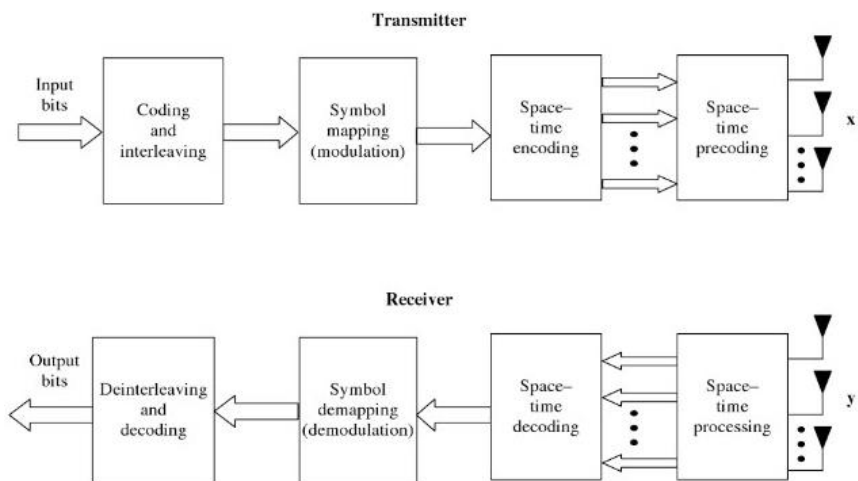 Transmitter
Input
bits
Coding
and
interleaving
Symbol
mapping
(modulation)
Space–
time
encoding
Space–
time
precoding
x
Receiver
Output
bits
Deinterleaving
and
decoding
Symbol
demapping
(demodulation)
Space–
time
decoding
Space–
time
processing
y